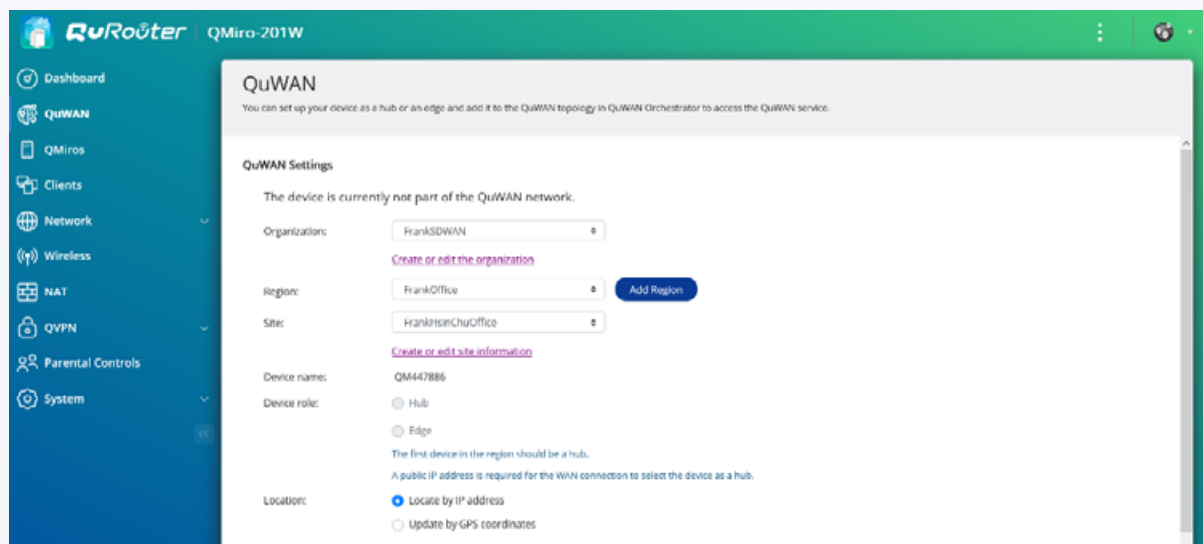 QuRouter QMiro-201W
Dashboard
QuWAN
QMiros
Clients
Network
Wireless
NAT
QVPN
Parental Controls
System
QuWAN
You can set up your device as a hub or an edge and add it to the QuWAN topology in QuWAN Orchestrator to access the QuWAN service.
QuWAN Settings
The device is currently not part of the QuWAN network.
Organization: FrankSDWAN
Create or edit the organization
Region: FrankOffice Add Region
Site: FrankHsinChuOffice
Create or edit site information
Device name: QM447886
Device role: Hub
Edge
The first device in the region should be a hub.
A public IP address is required for the WAN connection to select the device as a hub.
Location: Locate by IP address
Update by GPS coordinates